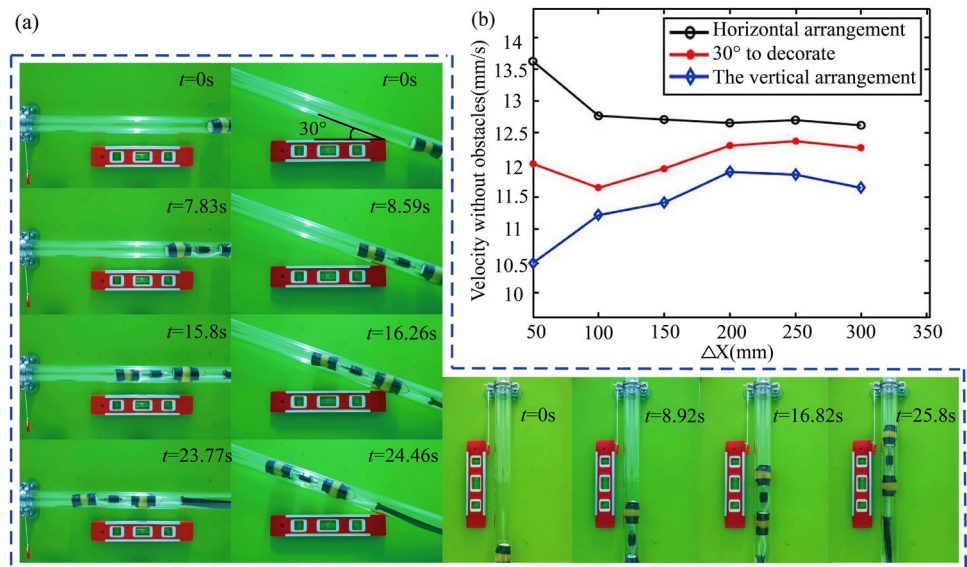 (a)
t=0s
t=0s
30°
t=7.83s
t=8.59s
t=15.8s
t=16.26s
t=23.77s
t=24.46s
(b)
Velocity without obstacles(mm/s)
14
13.5
13
12.5
12
11.5
11
10.5
10
Horizontal arrangement
30° to decorate
The vertical arrangement
50 100 150 200 250 300 350
△X(mm)
t=0s
t=8.92s
t=16.82s
t=25.8s